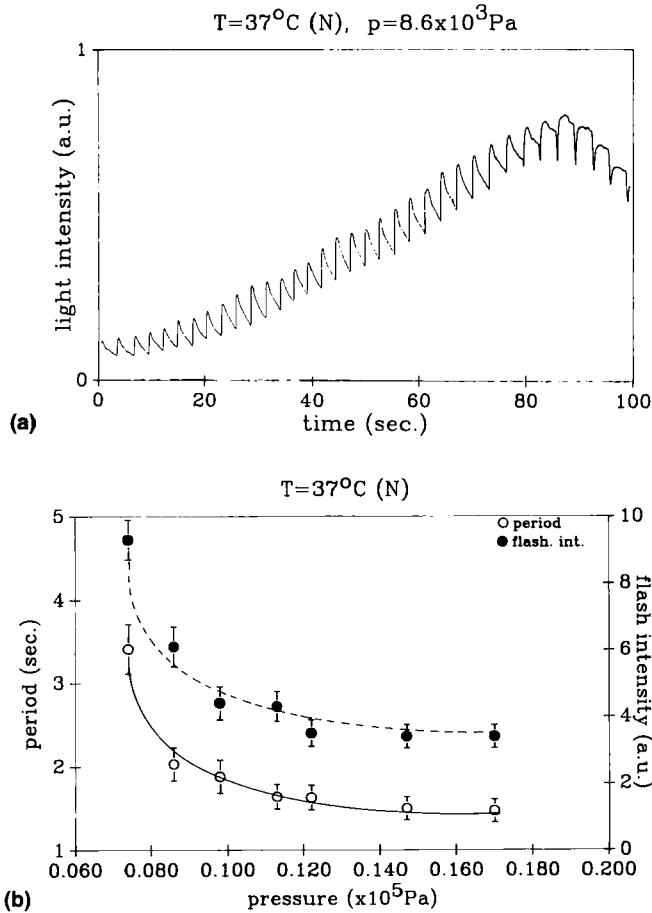 T=37°C (N), p=8.6x10³Pa
1
light intensity (a.u.)
0
0 20 40 60 80 100
time (sec.)
(a)
T=37°C (N)
period
flash. int.
5
4
3
2
1
period (sec.)
10
8
6
4
2
0
flash intensity (a.u.)
0.060 0.080 0.100 0.120 0.140 0.160 0.180 0.200
pressure (x10⁵Pa)
(b)